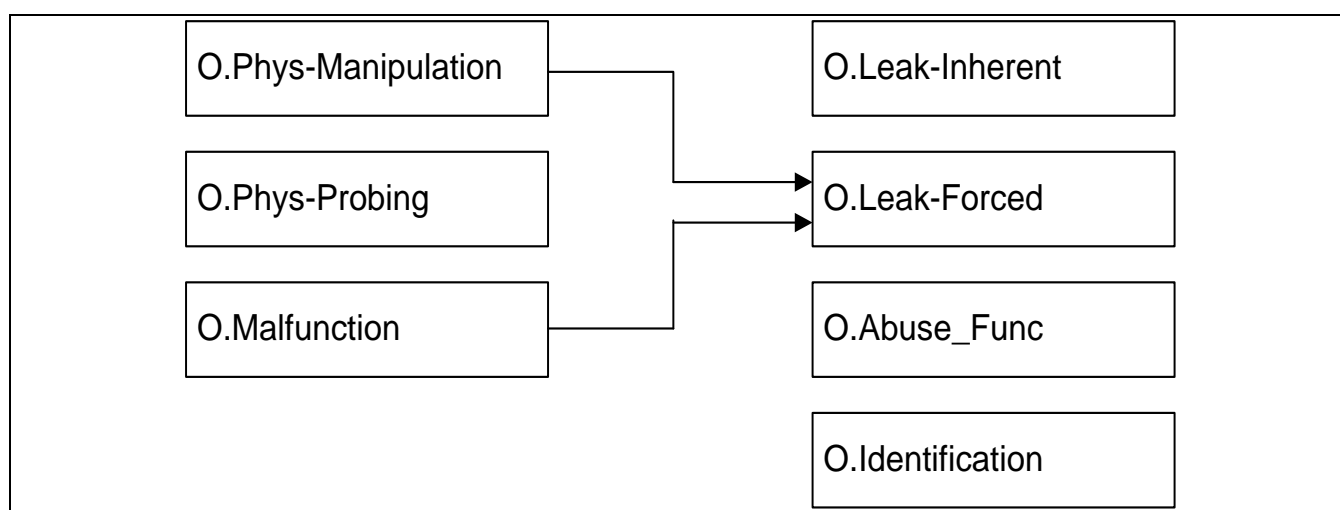 O.Phys-Manipulation
O.Leak-Inherent
O.Phys-Probing
O.Leak-Forced
O.Malfunction
O.Abuse_Func
O.Identification